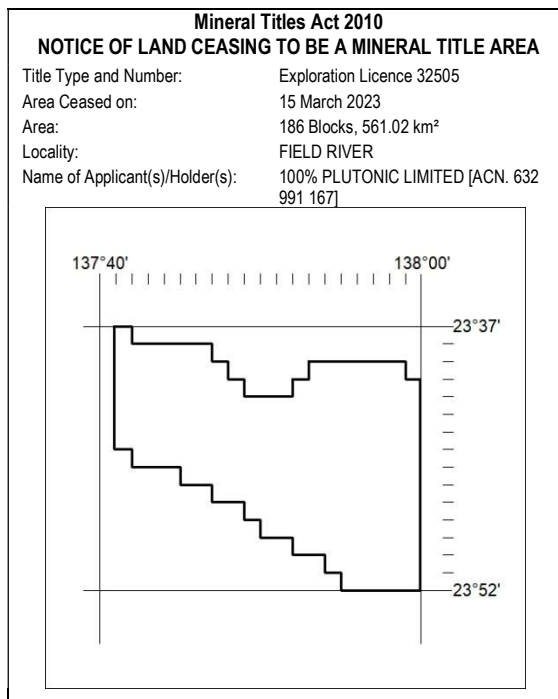 Mineral Titles Act 2010
NOTICE OF LAND CEASING TO BE A MINERAL TITLE AREA
Title Type and Number: Exploration Licence 32505
Area Ceased on: 15 March 2023
Area: 186 Blocks, 561.02 km²
Locality: FIELD RIVER
Name of Applicant(s)/Holder(s): 100% PLUTONIC LIMITED [ACN. 632
991 167]
137°40' 138°00'
23°37'
23°52'